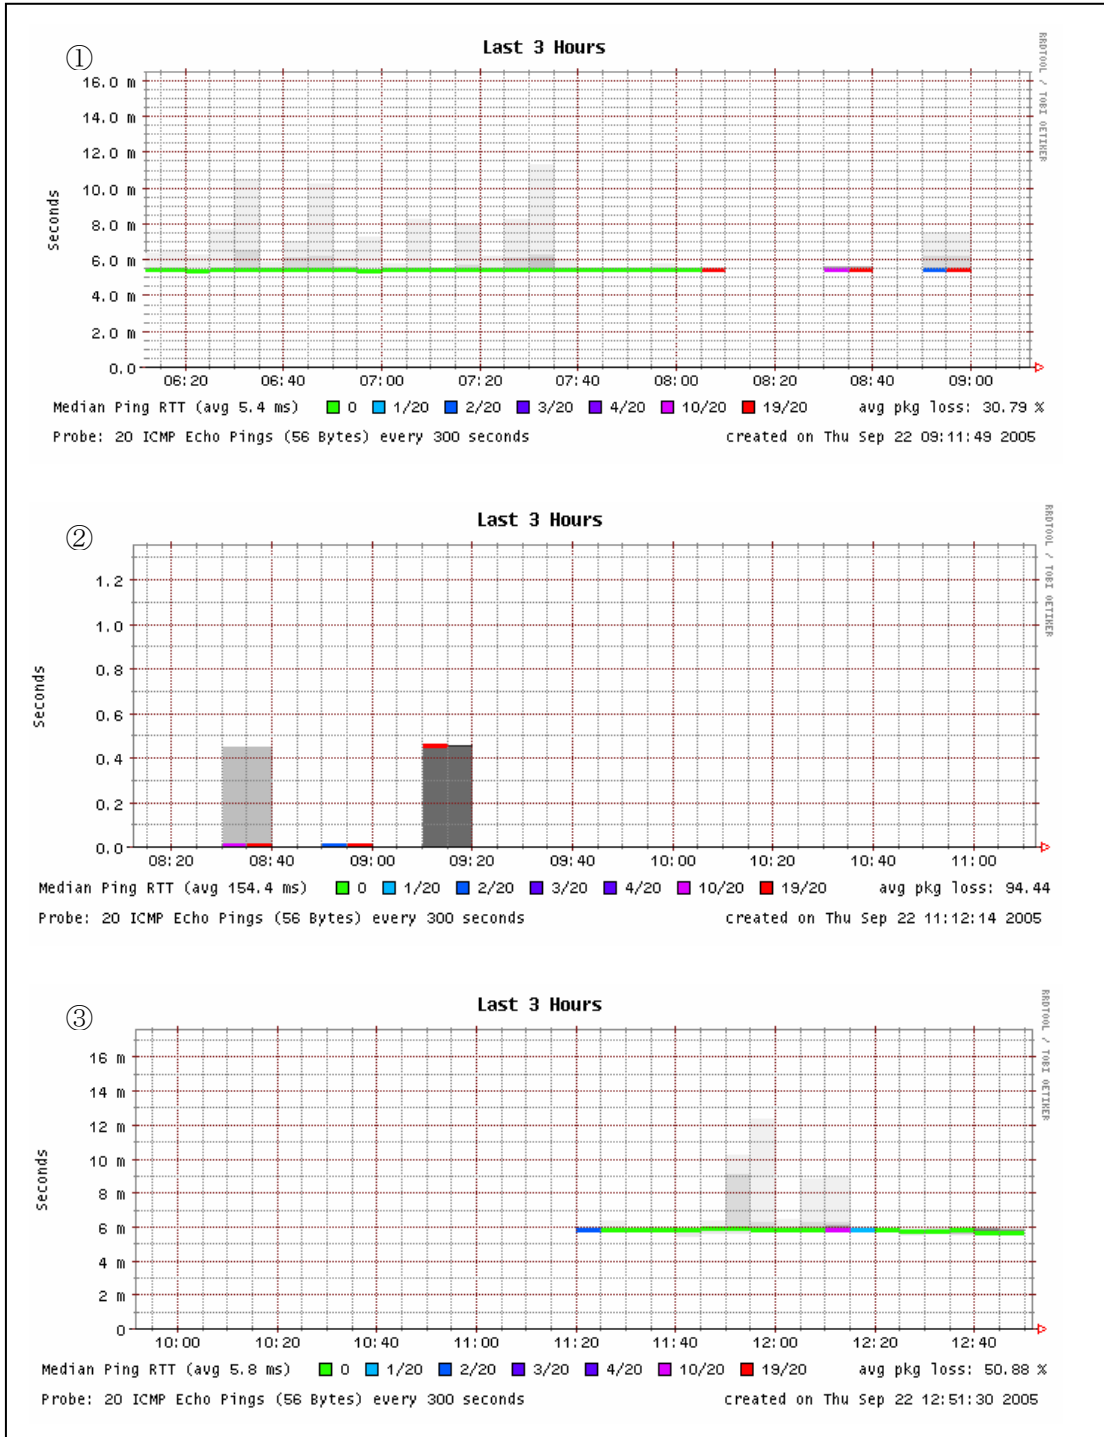 ①
Last 3 Hours
RRDTOOL / TOBI OETIKER
Seconds
16.0 m
14.0 m
12.0 m
10.0 m
8.0 m
6.0 m
4.0 m
2.0 m
0.0
06:20 06:40 07:00 07:20 07:40 08:00 08:20 08:40 09:00
Median Ping RTT (avg 5.4 ms) 0 1/20 2/20 3/20 4/20 10/20 19/20 avg pkg loss: 30.79 %
Probe: 20 ICMP Echo Pings (56 Bytes) every 300 seconds created on Thu Sep 22 09:11:49 2005
②
Last 3 Hours
RRDTOOL / TOBI OETIKER
Seconds
1.2
1.0
0.8
0.6
0.4
0.2
0.0
08:20 08:40 09:00 09:20 09:40 10:00 10:20 10:40 11:00
Median Ping RTT (avg 154.4 ms) 0 1/20 2/20 3/20 4/20 10/20 19/20 avg pkg loss: 94.44
Probe: 20 ICMP Echo Pings (56 Bytes) every 300 seconds created on Thu Sep 22 11:12:14 2005
③
Last 3 Hours
RRDTOOL / TOBI OETIKER
Seconds
16 m
14 m
12 m
10 m
8 m
6 m
4 m
2 m
0
10:00 10:20 10:40 11:00 11:20 11:40 12:00 12:20 12:40
Median Ping RTT (avg 5.8 ms) 0 1/20 2/20 3/20 4/20 10/20 19/20 avg pkg loss: 50.88 %
Probe: 20 ICMP Echo Pings (56 Bytes) every 300 seconds created on Thu Sep 22 12:51:30 2005